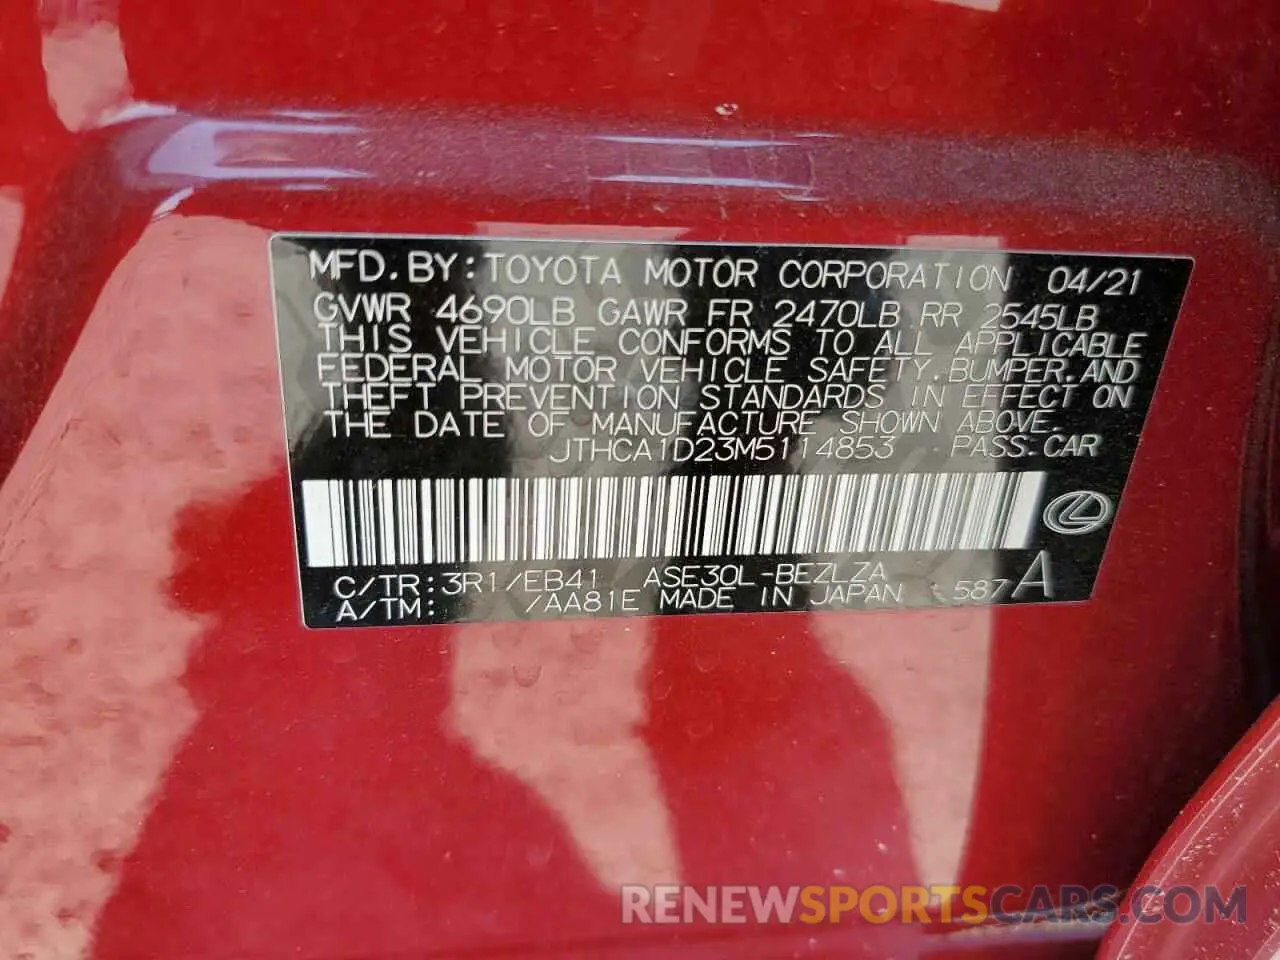 MFD. BY: TOYOTA MOTOR CORPORATION 04/21
GVWR 4690LB GAWR FR 2470LB RR 2545LB
THIS VEHICLE CONFORMS TO ALL APPLICABLE
FEDERAL MOTOR VEHICLE SAFETY, BUMPER, AND
THEFT PREVENTION STANDARDS IN EFFECT ON
THE DATE OF MANUFACTURE SHOWN ABOVE.
JTHCA1D23M5114853 PASS. CAR
C/TR: 3R1/EB41 ASE30L-BEZLZA
A/TM: /AA81E MADE IN JAPAN 587A
RENEWSPORTSCARS.COM